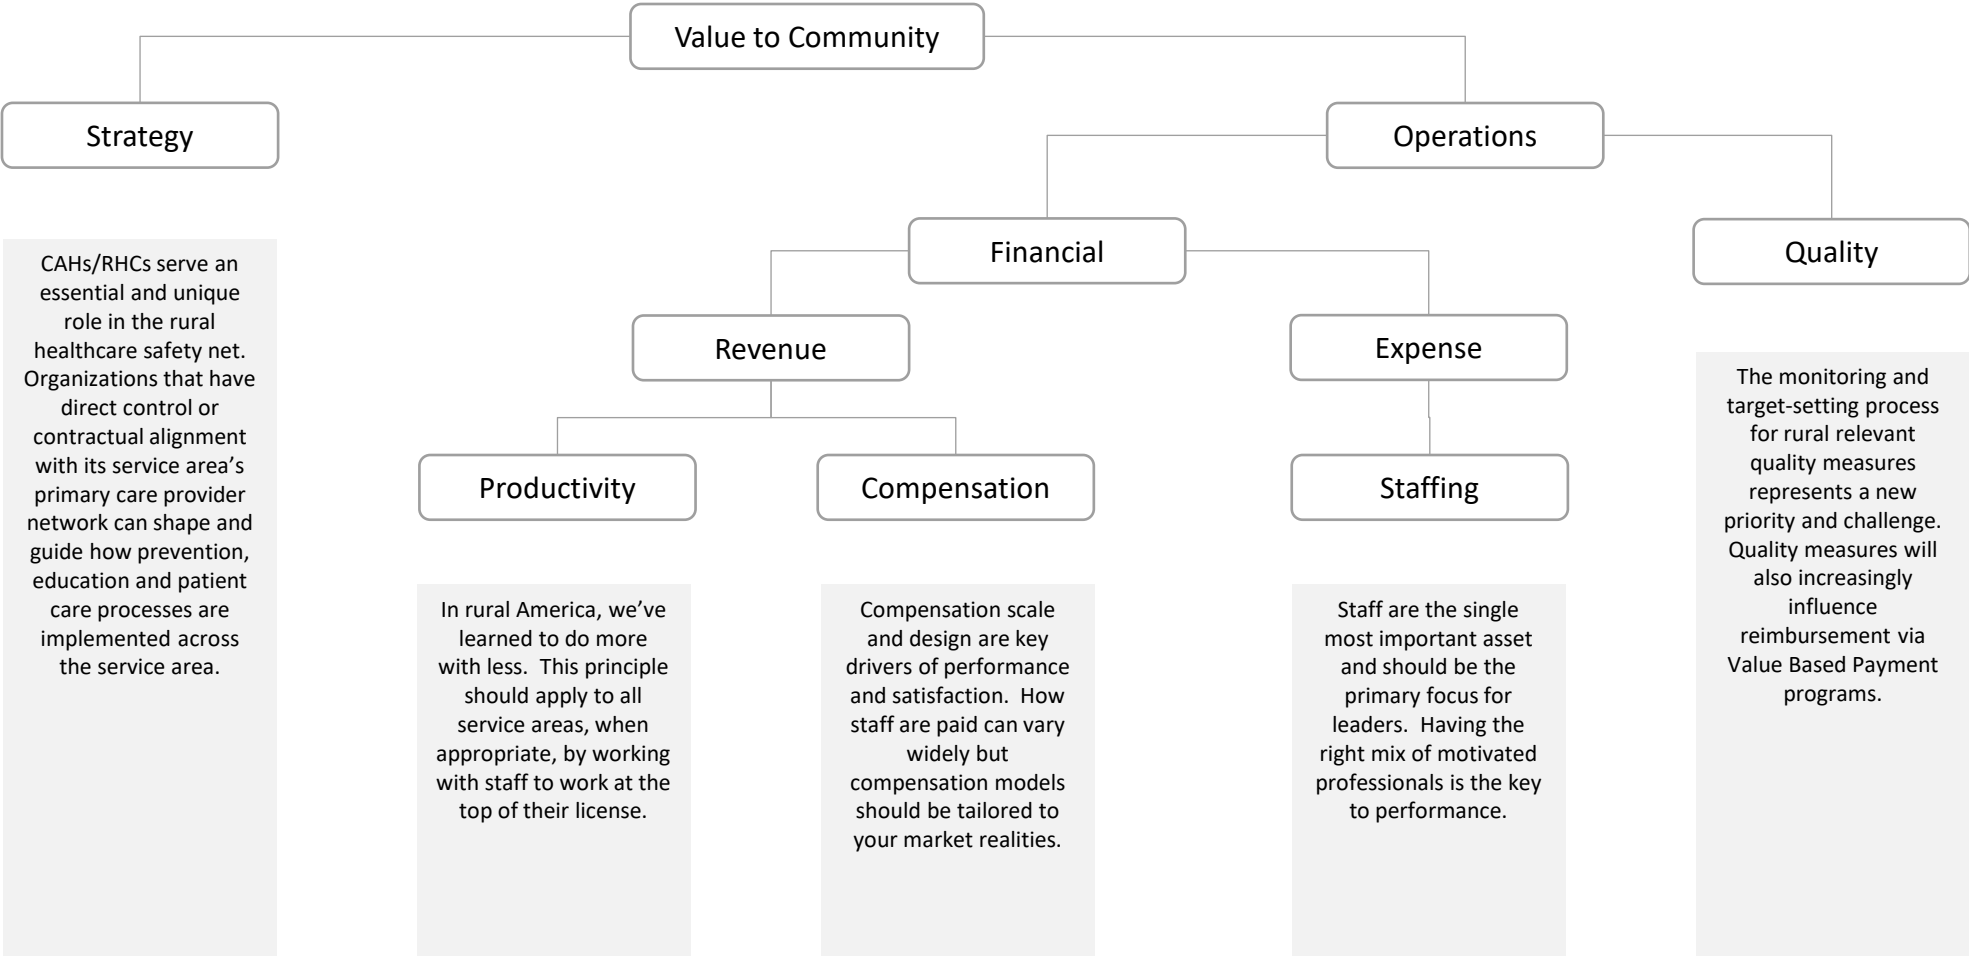 Value to Community
Strategy
Operations
Financial
Quality
Revenue
Expense
Productivity
Compensation
Staffing
CAHs/RHCs serve an
essential and unique
role in the rural
healthcare safety net.
Organizations that have
direct control or
contractual alignment
with its service area’s
primary care provider
network can shape and
guide how prevention,
education and patient
care processes are
implemented across
the service area.
In rural America, we’ve
learned to do more
with less.  This principle
should apply to all
service areas, when
appropriate, by working
with staff to work at the
top of their license.
Compensation scale
and design are key
drivers of performance
and satisfaction.  How
staff are paid can vary
widely but
compensation models
should be tailored to
your market realities.
Staff are the single
most important asset
and should be the
primary focus for
leaders.  Having the
right mix of motivated
professionals is the key
to performance.
The monitoring and
target-setting process
for rural relevant
quality measures
represents a new
priority and challenge.
Quality measures will
also increasingly
influence
reimbursement via
Value Based Payment
programs.